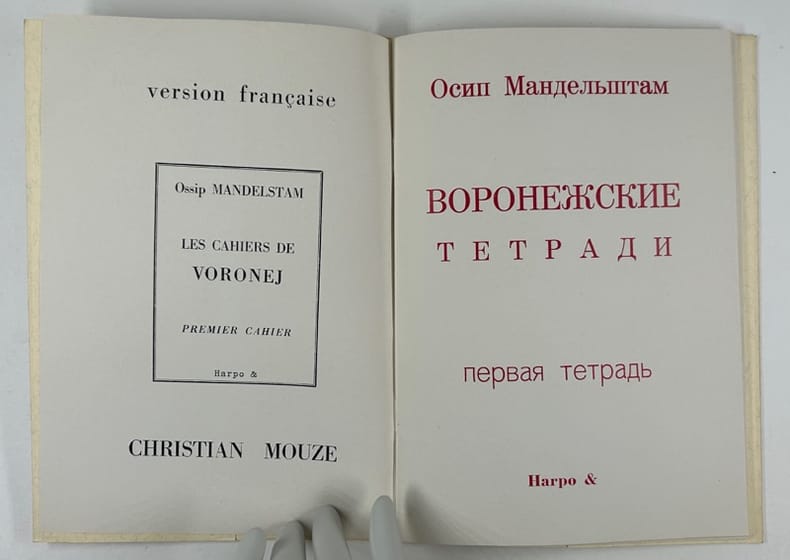 version française
Ossip MANDELSTAM
LES CAHIERS DE
VORONEJ
PREMIER CAHIER
Harpo &
CHRISTIAN MOUZE
Осип Мандельштам
ВОРОНЕЖСКИЕ
ТЕТРАДИ
первая тетрадь
Harpo &